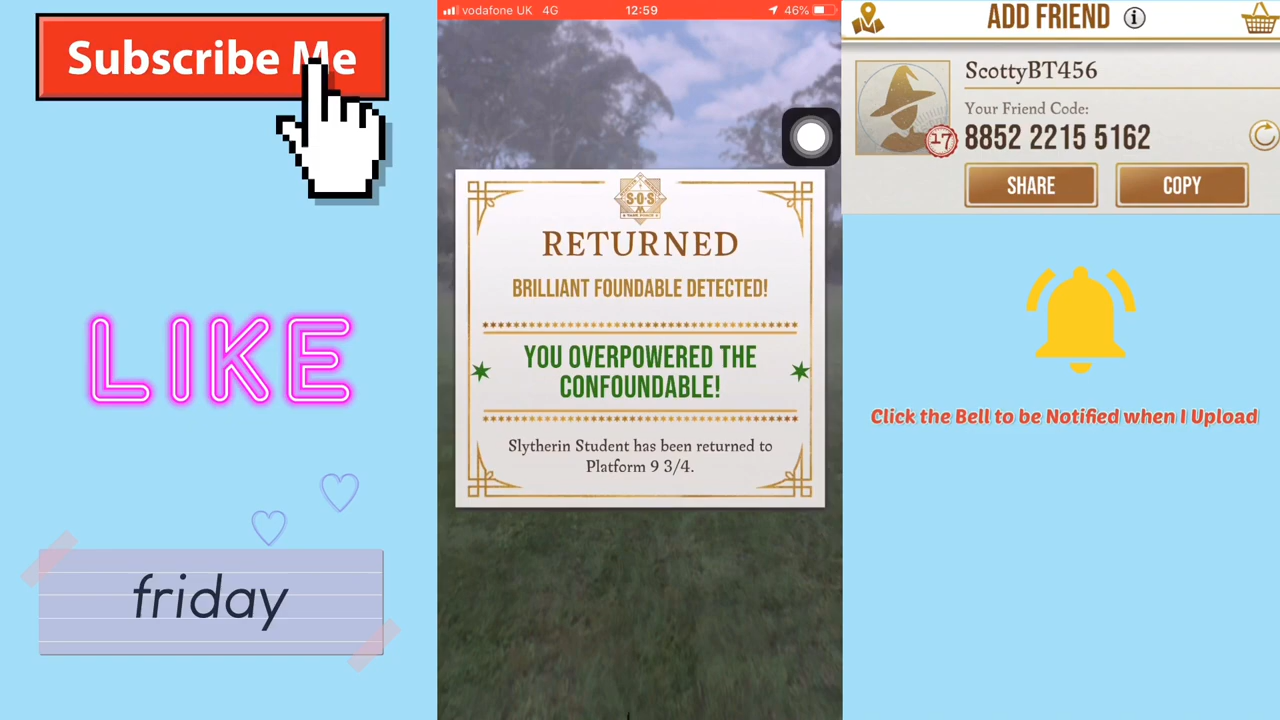 Subscribe Me
LIKE
friday
vodafone UK 4G 12:59 46%
S·O·S
RETURNED
BRILLIANT FOUNDABLE DETECTED!
YOU OVERPOWERED THE
CONFOUNDABLE!
Slytherin Student has been returned to
Platform 9 3/4.
ADD FRIEND i
ScottyBT456
Your Friend Code:
17
8852 2215 5162
SHARE COPY
Click the Bell to be Notified when I Upload